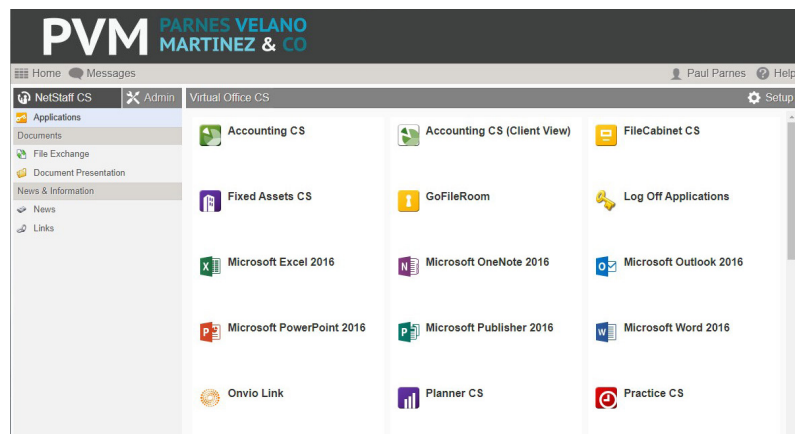 PVM PARNES VELANO
MARTINEZ & CO
Home Messages Paul Parnes Help
NetStaff CS Admin Virtual Office CS Setup
Applications
Documents
File Exchange
Document Presentation
News & Information
News
Links
Accounting CS Accounting CS (Client View) FileCabinet CS
Fixed Assets CS GoFileRoom Log Off Applications
Microsoft Excel 2016 Microsoft OneNote 2016 Microsoft Outlook 2016
Microsoft PowerPoint 2016 Microsoft Publisher 2016 Microsoft Word 2016
Onvio Link Planner CS Practice CS